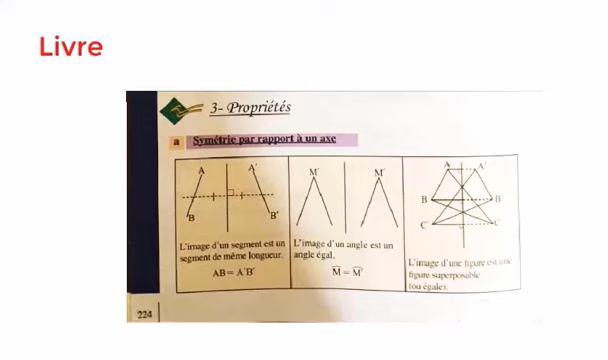 Livre
3- Propriétés
a Symétrie par rapport à un axe
A
B
A'
B'
L'image d'un segment est un
segment de même longueur.
AB = A'B'
M'
M'
L'image d'un angle est un
angle égal.
M̂ = M̂'
A
A'
B
B'
C'
C
L'image d'une figure est une
figure superposable
(ou égale).
224